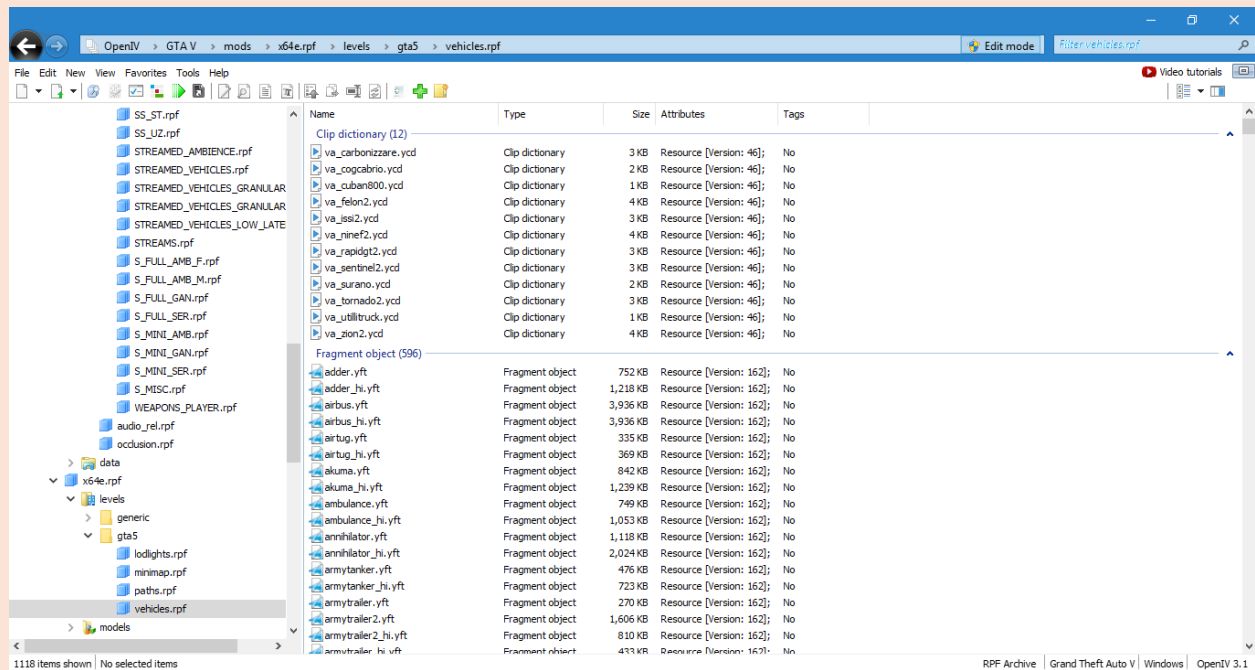 OpenIV > GTA V > mods > x64e.rpf > levels > gta5 > vehicles.rpf
Edit mode
Filter vehicles.rpf
File Edit New View Favorites Tools Help
Video tutorials
SS_ST.rpf
SS_UZ.rpf
STREAMED_AMBIENCE.rpf
STREAMED_VEHICLES.rpf
STREAMED_VEHICLES_GRANULAR
STREAMED_VEHICLES_GRANULAR
STREAMED_VEHICLES_LOW_LATE
STREAMS.rpf
S_FULL_AMB_F.rpf
S_FULL_AMB_M.rpf
S_FULL_GAN.rpf
S_FULL_SER.rpf
S_MINI_AMB.rpf
S_MINI_GAN.rpf
S_MINI_SER.rpf
S_MISC.rpf
WEAPONS_PLAYER.rpf
audio_rel.rpf
occlusion.rpf
data
x64e.rpf
levels
generic
gta5
lodlights.rpf
minimap.rpf
paths.rpf
vehicles.rpf
models
Name Type Size Attributes Tags
Clip dictionary (12)
va_carbonizzare.ycd Clip dictionary 3 KB Resource [Version: 46]; No
va_cogcabrio.ycd Clip dictionary 2 KB Resource [Version: 46]; No
va_cuban800.ycd Clip dictionary 1 KB Resource [Version: 46]; No
va_felon2.ycd Clip dictionary 4 KB Resource [Version: 46]; No
va_issi2.ycd Clip dictionary 3 KB Resource [Version: 46]; No
va_ninef2.ycd Clip dictionary 4 KB Resource [Version: 46]; No
va_rapidgt2.ycd Clip dictionary 3 KB Resource [Version: 46]; No
va_sentinel2.ycd Clip dictionary 3 KB Resource [Version: 46]; No
va_surano.ycd Clip dictionary 2 KB Resource [Version: 46]; No
va_tornado2.ycd Clip dictionary 3 KB Resource [Version: 46]; No
va_utillitruck.ycd Clip dictionary 1 KB Resource [Version: 46]; No
va_zion2.ycd Clip dictionary 4 KB Resource [Version: 46]; No
Fragment object (596)
adder.yft Fragment object 752 KB Resource [Version: 162]; No
adder_hi.yft Fragment object 1,218 KB Resource [Version: 162]; No
airbus.yft Fragment object 3,936 KB Resource [Version: 162]; No
airbus_hi.yft Fragment object 3,936 KB Resource [Version: 162]; No
airtug.yft Fragment object 335 KB Resource [Version: 162]; No
airtug_hi.yft Fragment object 369 KB Resource [Version: 162]; No
akuma.yft Fragment object 842 KB Resource [Version: 162]; No
akuma_hi.yft Fragment object 1,239 KB Resource [Version: 162]; No
ambulance.yft Fragment object 749 KB Resource [Version: 162]; No
ambulance_hi.yft Fragment object 1,053 KB Resource [Version: 162]; No
annihilator.yft Fragment object 1,118 KB Resource [Version: 162]; No
annihilator_hi.yft Fragment object 2,024 KB Resource [Version: 162]; No
armytanker.yft Fragment object 476 KB Resource [Version: 162]; No
armytanker_hi.yft Fragment object 723 KB Resource [Version: 162]; No
armytrailer.yft Fragment object 270 KB Resource [Version: 162]; No
armytrailer2.yft Fragment object 1,606 KB Resource [Version: 162]; No
armytrailer2_hi.yft Fragment object 810 KB Resource [Version: 162]; No
armytrailer_hi.yft Fragment object 433 KB Resource [Version: 162]; No
1118 items shown No selected items
RPF Archive Grand Theft Auto V Windows OpenIV 3.1